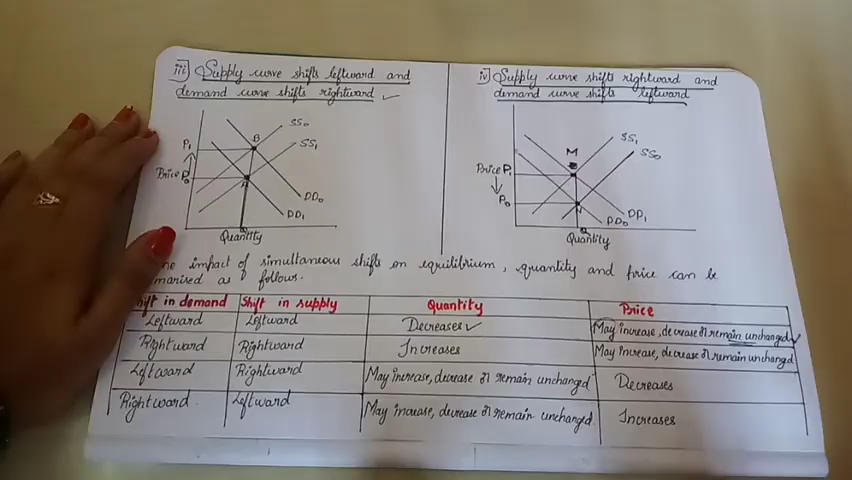 iii) Supply curve shifts leftward and
demand curve shifts rightward
P1
Price P0
B
A
SS0
SS1
DD0
DD1
Quantity
iv) Supply curve shifts rightward and
demand curve shifts leftward
Price P1
P0
M
N
SS1
SS0
DD1
DD0
Quantity
impact of simultaneous shifts on equilibrium, quantity and price can be
marised as follows.
hift in demand Shift in supply Quantity Price
Leftward Leftward Decreases May increase, decrease or remain unchanged
Rightward Rightward Increases May increase, decrease or remain unchanged
Leftward Rightward May increase, decrease or remain unchanged Decreases
Rightward Leftward May increase, decrease or remain unchanged Increases